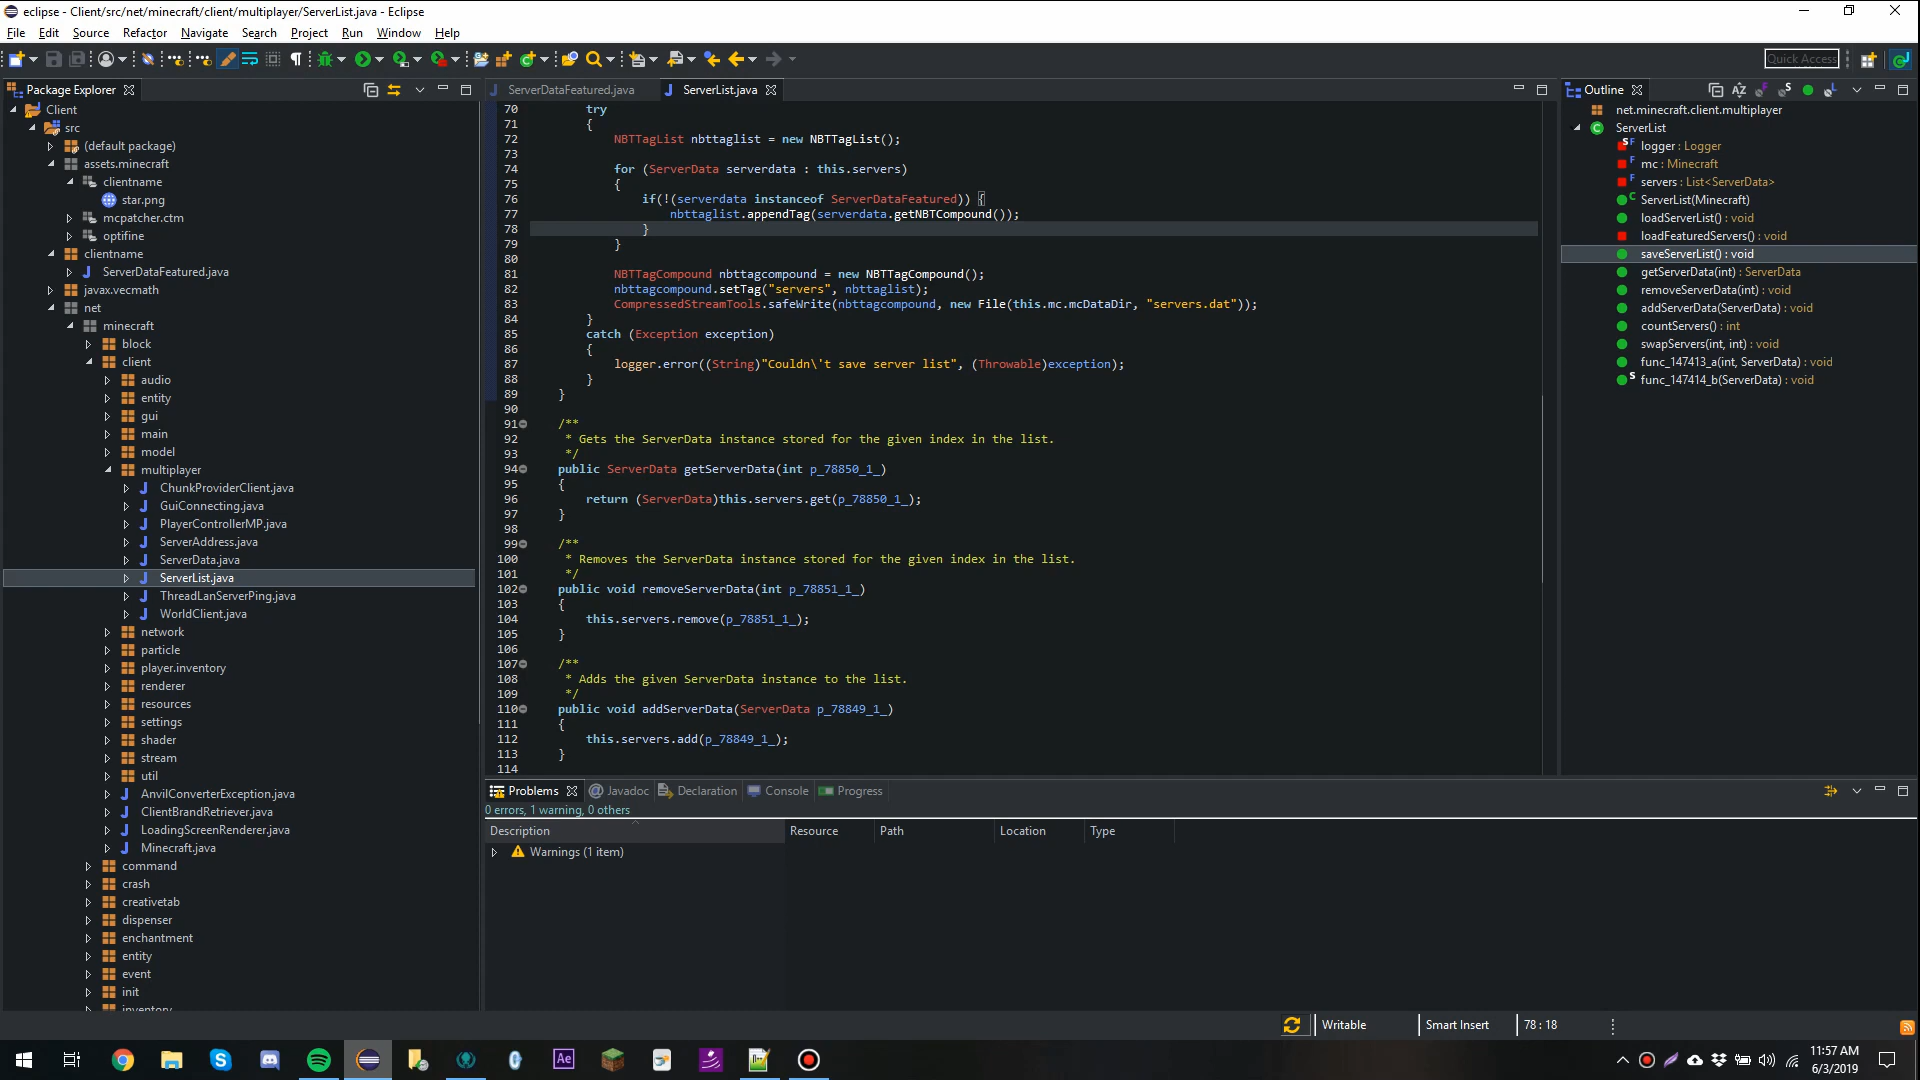 eclipse - Client/src/net/minecraft/client/multiplayer/ServerList.java - Eclipse
File Edit Source Refactor Navigate Search Project Run Window Help
Quick Access
Package Explorer
Client
src
(default package)
assets.minecraft
clientname
star.png
mcpatcher.ctm
optifine
clientname
ServerDataFeatured.java
javax.vecmath
net
minecraft
block
client
audio
entity
gui
main
model
multiplayer
ChunkProviderClient.java
GuiConnecting.java
PlayerControllerMP.java
ServerAddress.java
ServerData.java
ServerList.java
ThreadLanServerPing.java
WorldClient.java
network
particle
player.inventory
renderer
resources
settings
shader
stream
util
AnvilConverterException.java
ClientBrandRetriever.java
LoadingScreenRenderer.java
Minecraft.java
command
crash
creativetab
dispenser
enchantment
entity
event
init
inventory
ServerDataFeatured.java ServerList.java
70 try
71 {
72 NBTTagList nbttaglist = new NBTTagList();
73
74 for (ServerData serverdata : this.servers)
75 {
76 if(!(serverdata instanceof ServerDataFeatured)) {
77 nbttaglist.appendTag(serverdata.getNBTCompound());
78 }
79 }
80
81 NBTTagCompound nbttagcompound = new NBTTagCompound();
82 nbttagcompound.setTag("servers", nbttaglist);
83 CompressedStreamTools.safeWrite(nbttagcompound, new File(this.mc.mcDataDir, "servers.dat"));
84 }
85 catch (Exception exception)
86 {
87 logger.error((String)"Couldn\'t save server list", (Throwable)exception);
88 }
89 }
90
91 /**
92 * Gets the ServerData instance stored for the given index in the list.
93 */
94 public ServerData getServerData(int p_78850_1_)
95 {
96 return (ServerData)this.servers.get(p_78850_1_);
97 }
98
99 /**
100 * Removes the ServerData instance stored for the given index in the list.
101 */
102 public void removeServerData(int p_78851_1_)
103 {
104 this.servers.remove(p_78851_1_);
105 }
106
107 /**
108 * Adds the given ServerData instance to the list.
109 */
110 public void addServerData(ServerData p_78849_1_)
111 {
112 this.servers.add(p_78849_1_);
113 }
114
Outline
net.minecraft.client.multiplayer
ServerList
logger : Logger
mc : Minecraft
servers : List<ServerData>
ServerList(Minecraft)
loadServerList() : void
loadFeaturedServers() : void
saveServerList() : void
getServerData(int) : ServerData
removeServerData(int) : void
addServerData(ServerData) : void
countServers() : int
swapServers(int, int) : void
func_147413_a(int, ServerData) : void
func_147414_b(ServerData) : void
Problems Javadoc Declaration Console Progress
0 errors, 1 warning, 0 others
Description Resource Path Location Type
Warnings (1 item)
Writable Smart Insert 78 : 18
Ae
11:57 AM
6/3/2019